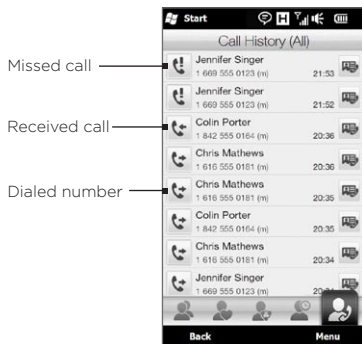 Start
Call History (All)
Missed call
Jennifer Singer
1 669 555 0123 (m) 21:53
Jennifer Singer
1 669 555 0123 (m) 21:52
Received call
Colin Porter
1 842 555 0164 (m) 20:36
Chris Mathews
1 616 555 0181 (m) 20:36
Dialed number
Chris Mathews
1 616 555 0181 (m) 20:35
Colin Porter
1 842 555 0164 (m) 20:35
Chris Mathews
1 616 555 0181 (m) 20:34
Jennifer Singer
1 669 555 0123 (m)
Back Menu